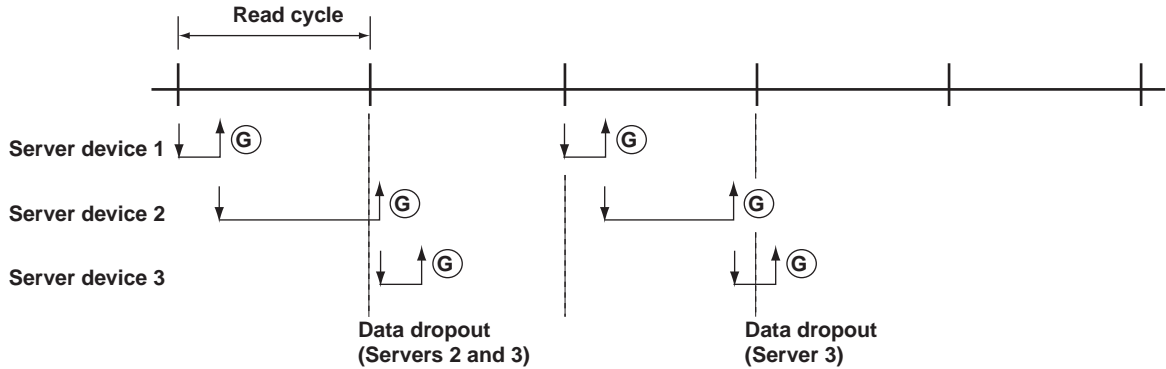 Read cycle
Server device 1
G
G
Server device 2
G
G
Server device 3
G
G
Data dropout
(Servers 2 and 3)
Data dropout
(Server 3)